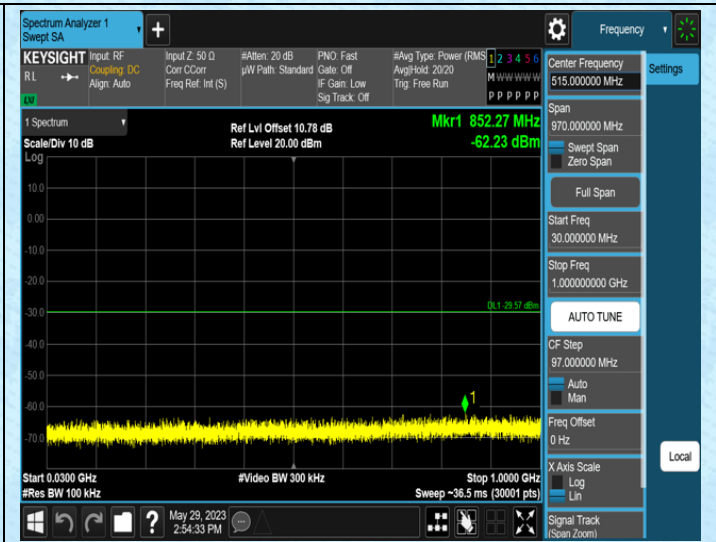 Spectrum Analyzer 1
Swept SA
+
Frequency
KEYSIGHT
RL
LXI
Input: RF
Coupling: DC
Align: Auto
Input Z: 50 Ω
Corr CCorr
Freq Ref: Int (S)
#Atten: 20 dB
µW Path: Standard
PNO: Fast
Gate: Off
IF Gain: Low
Sig Track: Off
#Avg Type: Power (RMS
Avg|Hold: 20/20
Trig: Free Run
1 2 3 4 5 6
M W W W W W
P P P P P P
1 Spectrum
Scale/Div 10 dB
Log
Ref Lvl Offset 10.78 dB
Ref Level 20.00 dBm
Mkr1 852.27 MHz
-62.23 dBm
10.0
0.00
-10.0
-20.0
-30.0
-40.0
-50.0
-60.0
-70.0
DL1 -29.57 dBm
1
Start 0.0300 GHz
#Res BW 100 kHz
#Video BW 300 kHz
Stop 1.0000 GHz
Sweep ~36.5 ms (30001 pts)
?
May 29, 2023
2:54:33 PM
Center Frequency
515.000000 MHz
Settings
Span
970.000000 MHz
Swept Span
Zero Span
Full Span
Start Freq
30.000000 MHz
Stop Freq
1.000000000 GHz
AUTO TUNE
CF Step
97.000000 MHz
Auto
Man
Freq Offset
0 Hz
X Axis Scale
Log
Lin
Local
Signal Track
(Span Zoom)